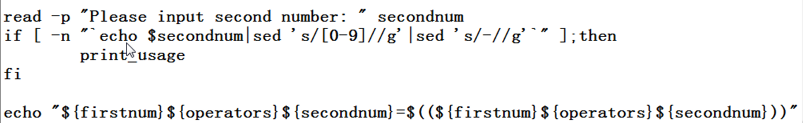 read -p "Please input second number: " secondnum
if [ -n "`echo $secondnum|sed 's/[0-9]//g'|sed 's/-//g'`" ];then
print_usage
fi
echo "${firstnum}${operators}${secondnum}=$((${firstnum}${operators}${secondnum}))"